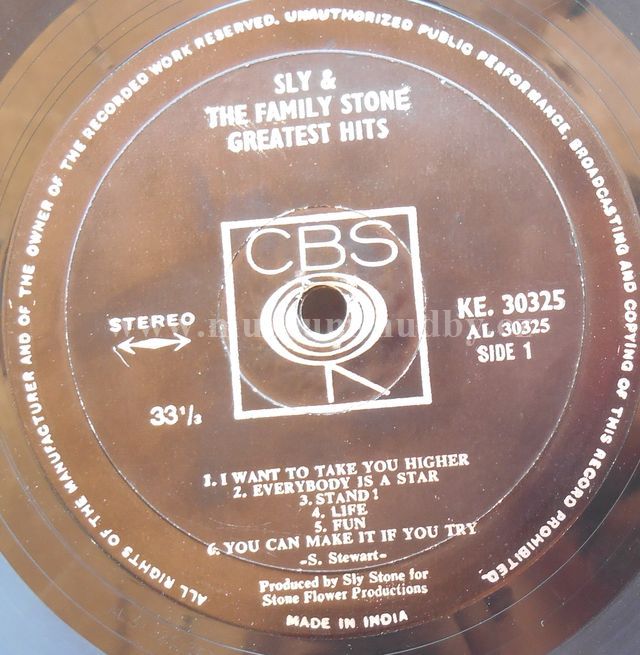 ALL RIGHTS OF THE MANUFACTURER AND OF THE OWNER OF THE RECORDED WORK RESERVED. UNAUTHORIZED PUBLIC PERFORMANCE, BROADCASTING AND COPYING OF THIS RECORD PROHIBITED.
SLY &
THE FAMILY STONE
GREATEST HITS
CBS
STEREO
33 1/3
KE. 30325
AL 30325
SIDE 1
1. I WANT TO TAKE YOU HIGHER
2. EVERYBODY IS A STAR
3. STAND !
4. LIFE
5. FUN
6. YOU CAN MAKE IT IF YOU TRY
-S. Stewart-
Produced by Sly Stone for
Stone Flower Productions
MADE IN INDIA